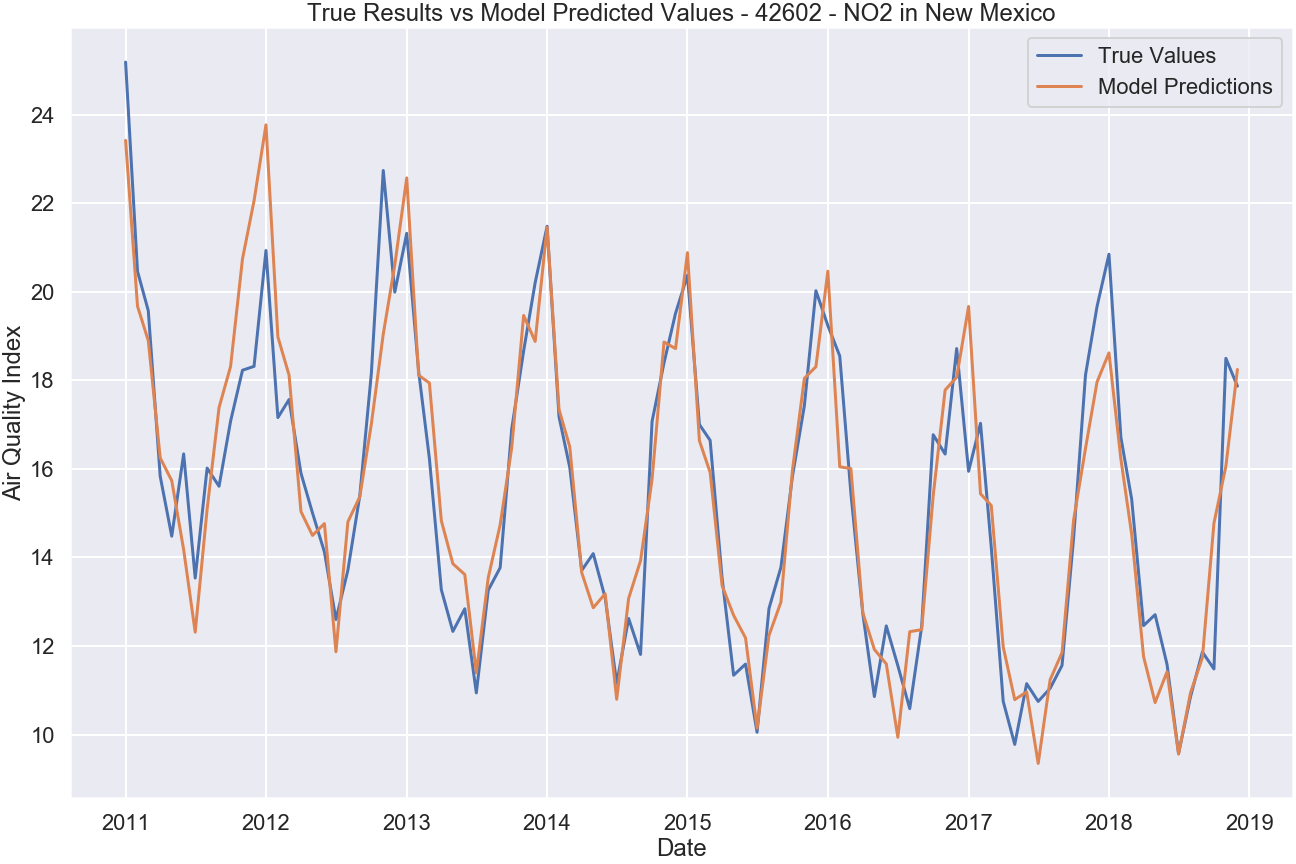 True Results vs Model Predicted Values - 42602 - NO2 in New Mexico
True Values
Model Predictions
24
22
20
18
16
14
12
10
Air Quality Index
2011 2012 2013 2014 2015 2016 2017 2018 2019
Date